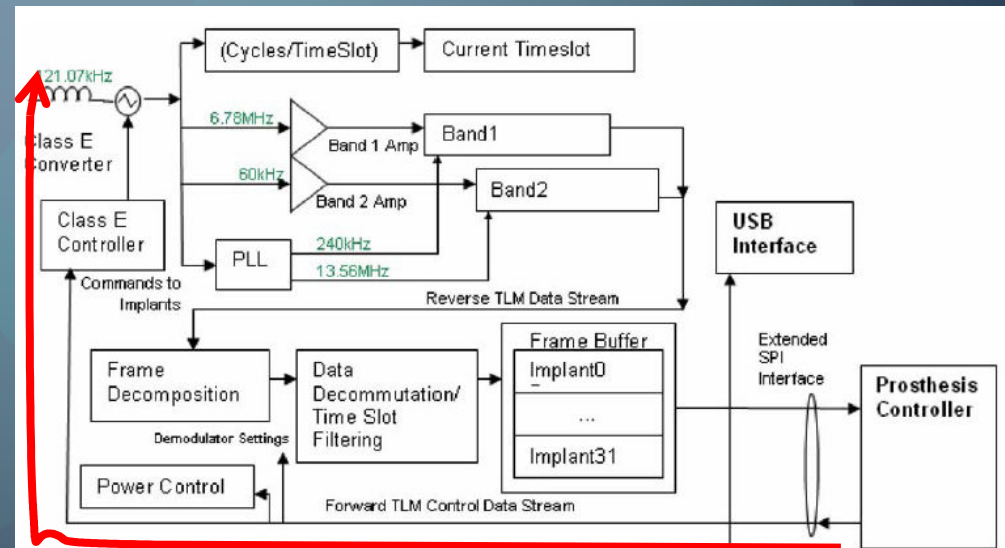 (Cycles/TimeSlot)
Current Timeslot
21.07kHz
Class E
Converter
6.78MHz
Band 1 Amp
Band1
60kHz
Band 2 Amp
Band2
Class E
Controller
PLL
240kHz
13.56MHz
USB
Interface
Commands to
Implants
Reverse TLM Data Stream
Frame
Decomposition
Data
Decommutation/
Time Slot
Filtering
Frame Buffer
Implant0
...
Implant31
Extended
SPI
Interface
Prosthesis
Controller
Demodulator Settings
Power Control
Forward TLM Control Data Stream